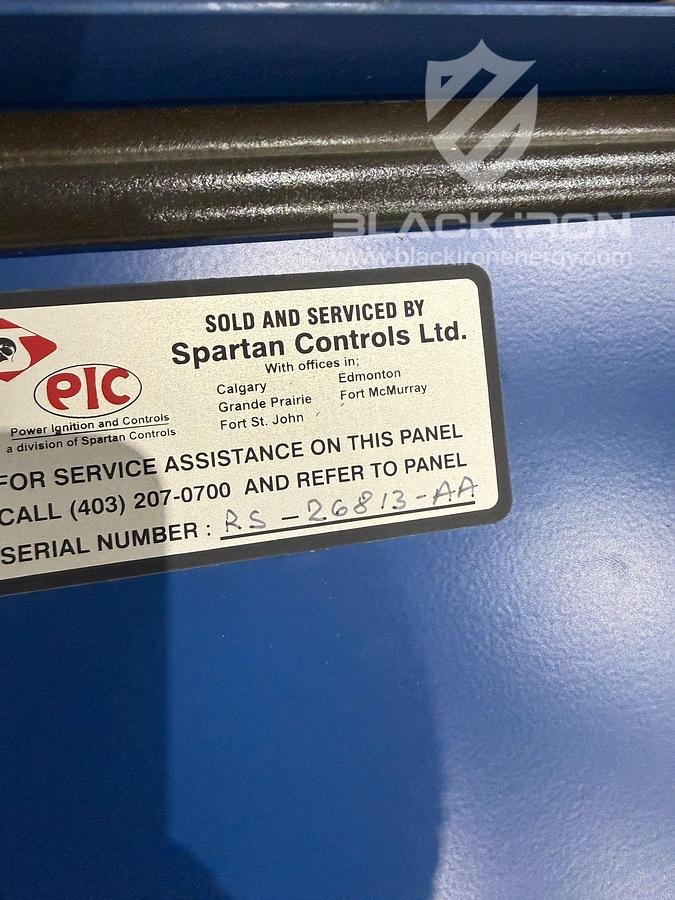 BLACK IRON
www.blackironenergy.com
SOLD AND SERVICED BY
Spartan Controls Ltd.
With offices in;
Calgary Edmonton
Grande Prairie Fort McMurray
Fort St. John
PIC
Power Ignition and Controls
a division of Spartan Controls
FOR SERVICE ASSISTANCE ON THIS PANEL
CALL (403) 207-0700 AND REFER TO PANEL
SERIAL NUMBER : RS-26813-AA